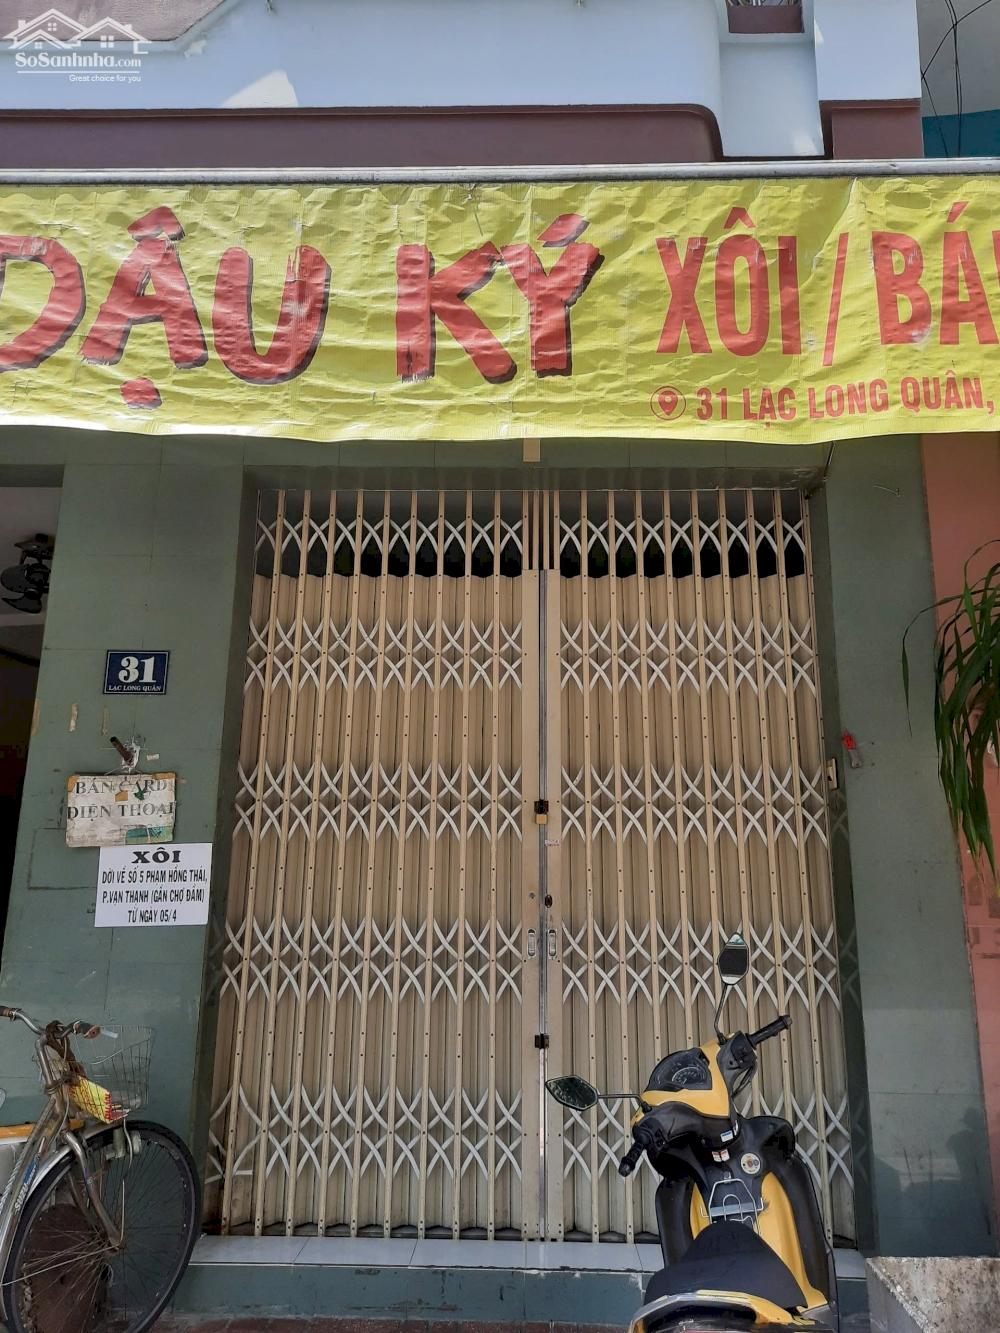 SoSanhnha.com
Great choice for you
DẬU KÝ XÔI / BÁ
31 LẠC LONG QUÂN,
31
LẠC LONG QUÂN
BÁN CARD
ĐIỆN THOẠI
XÔI
DỜI VỀ SỐ 5 PHẠM HỒNG THÁI,
P.VẠN THẠNH (GẦN CHỢ ĐẦM)
TỪ NGÀY 05/4